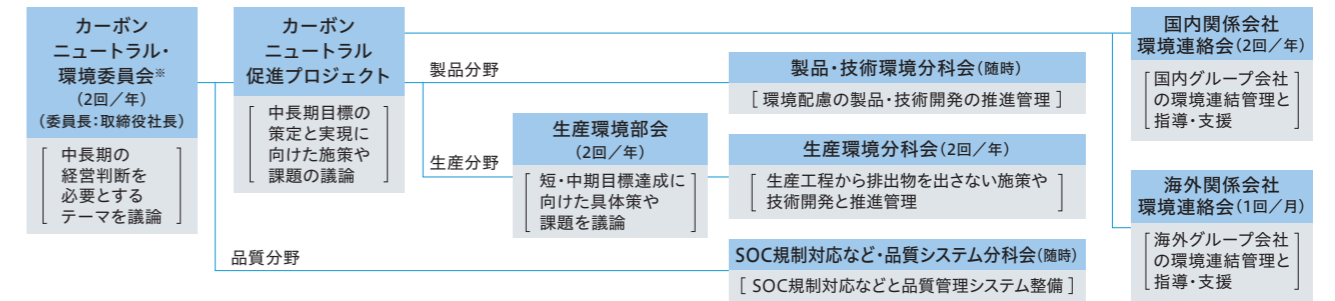 カーボン
ニュートラル・
環境委員会※
(2回／年)
(委員長：取締役社長)
[中長期の
経営判断を
必要とする
テーマを議論]
カーボン
ニュートラル
促進プロジェクト
[中長期目標の
策定と実現に
向けた施策や
課題の議論]
製品分野
生産分野
品質分野
生産環境部会
(2回／年)
[短・中期目標達成に
向けた具体策や
課題を議論]
製品・技術環境分科会(随時)
[環境配慮の製品・技術開発の推進管理]
生産環境分科会(2回／年)
[生産工程から排出物を出さない施策や
技術開発と推進管理]
SOC規制対応など・品質システム分科会(随時)
[SOC規制対応などと品質管理システム整備]
国内関係会社
環境連絡会(2回／年)
[国内グループ会社
の環境連結管理と
指導・支援]
海外関係会社
環境連絡会(1回／月)
[海外グループ会社
の環境連結管理と
指導・支援]